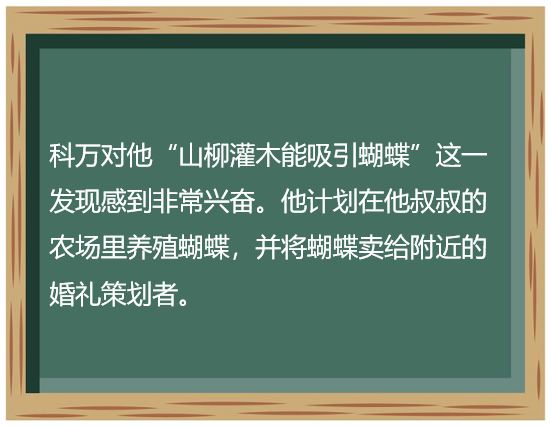 科万对他“山柳灌木能吸引蝴蝶”这一
发现感到非常兴奋。他计划在他叔叔的
农场里养殖蝴蝶，并将蝴蝶卖给附近的
婚礼策划者。